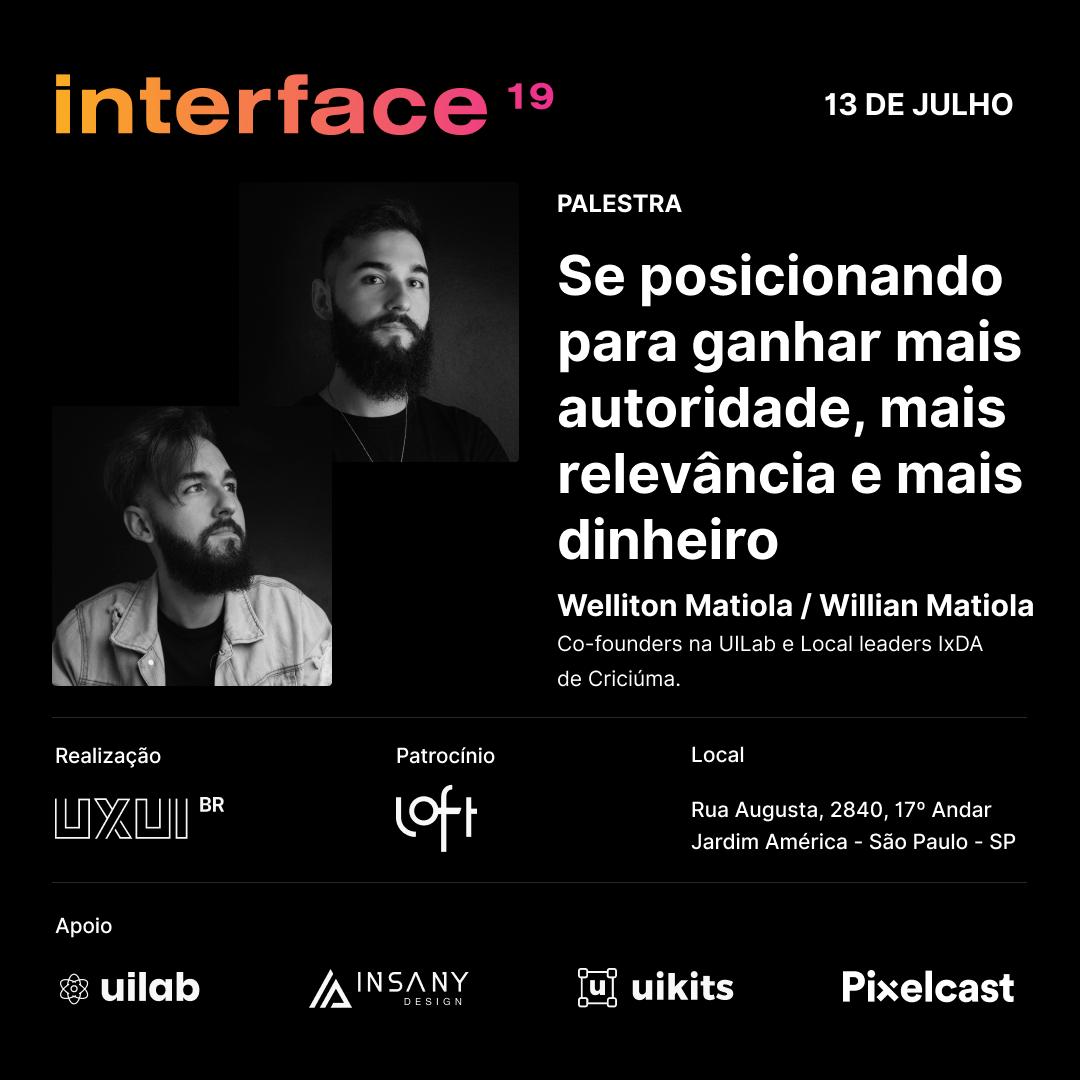 interface 19
13 DE JULHO
PALESTRA
Se posicionando
para ganhar mais
autoridade, mais
relevância e mais
dinheiro
Welliton Matiola / Willian Matiola
Co-founders na UILab e Local leaders IxDA
de Criciúma.
Realização
UXUI BR
Patrocínio
Loft
Local
Rua Augusta, 2840, 17º Andar
Jardim América - São Paulo - SP
Apoio
uilab
INSANY
DESIGN
u uikits
Pixelcast